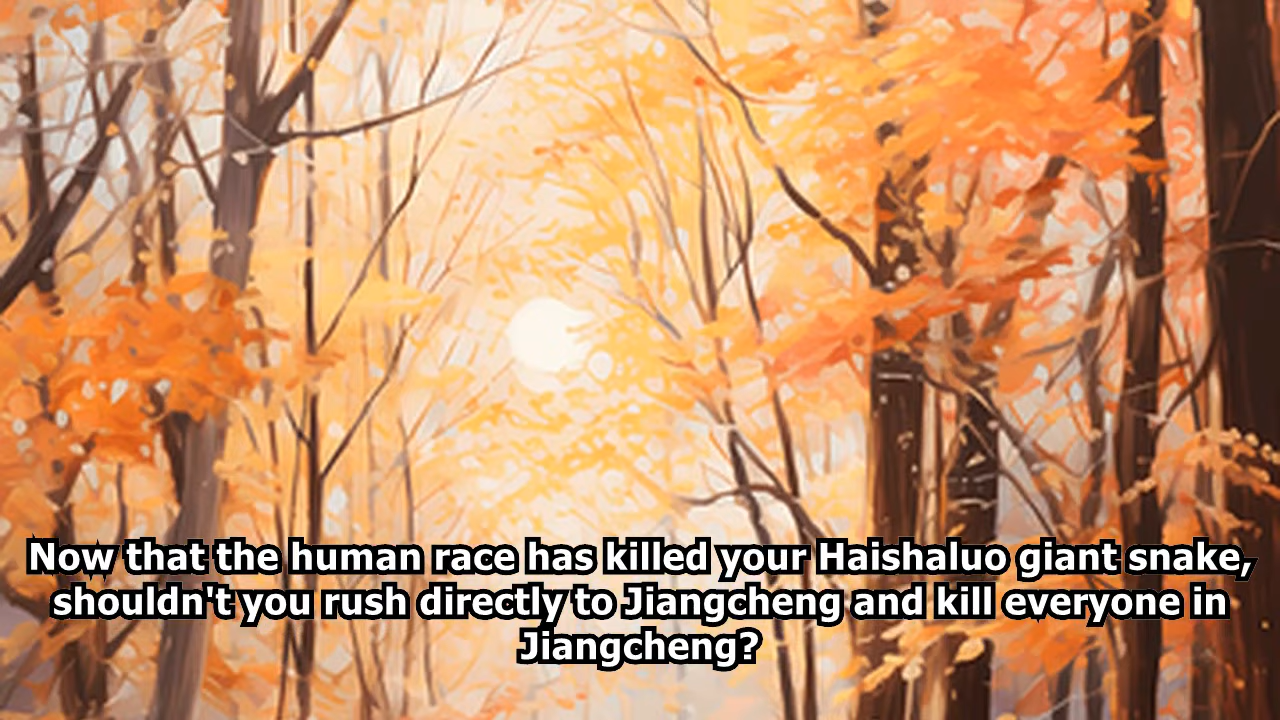 Now that the human race has killed your Haishaluo giant snake,
shouldn't you rush directly to Jiangcheng and kill everyone in
Jiangcheng?